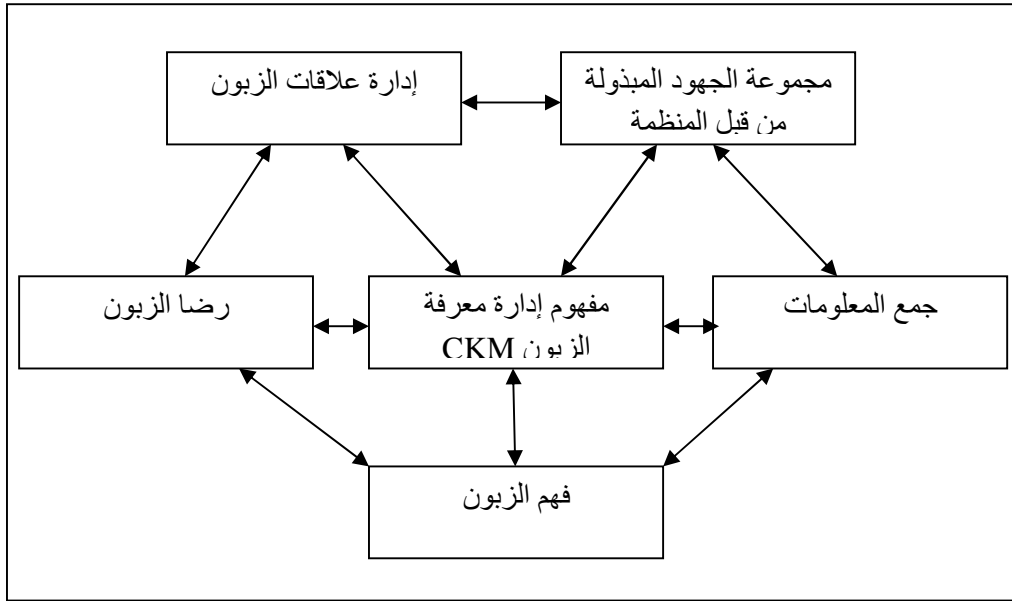 مجموعة الجهود المبذولة
من قبل المنظمة
إدارة علاقات الزبون
جمع المعلومات
مفهوم إدارة معرفة
الزبون CKM
رضا الزبون
فهم الزبون